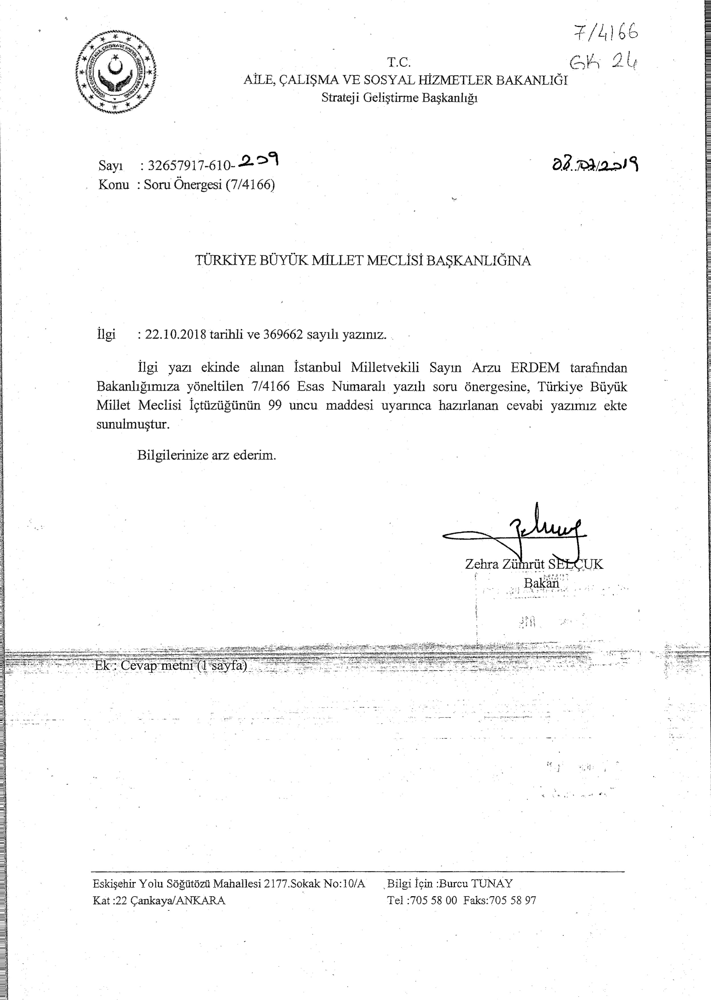 7/4166
GK 24
T.C.
AİLE, ÇALIŞMA VE SOSYAL HİZMETLER BAKANLIĞI
Strateji Geliştirme Başkanlığı
Sayı : 32657917-610-209
/2019
Konu : Soru Önergesi (7/4166)
TÜRKİYE BÜYÜK MİLLET MECLİSİ BAŞKANLIĞINA
İlgi : 22.10.2018 tarihli ve 369662 sayılı yazınız.
İlgi yazı ekinde alınan İstanbul Milletvekili Sayın Arzu ERDEM tarafından
Bakanlığımıza yöneltilen 7/4166 Esas Numaralı yazılı soru önergesine, Türkiye Büyük
Millet Meclisi İçtüzüğünün 99 uncu maddesi uyarınca hazırlanan cevabi yazımız ekte
sunulmuştur.
Bilgilerinize arz ederim.
Zehra Zümrüt SELÇUK
Bakan
Ek : Cevap metni (1 sayfa)
Eskişehir Yolu Söğütözü Mahallesi 2177.Sokak No:10/A Bilgi İçin :Burcu TUNAY
Kat :22 Çankaya/ANKARA Tel :705 58 00 Faks:705 58 97